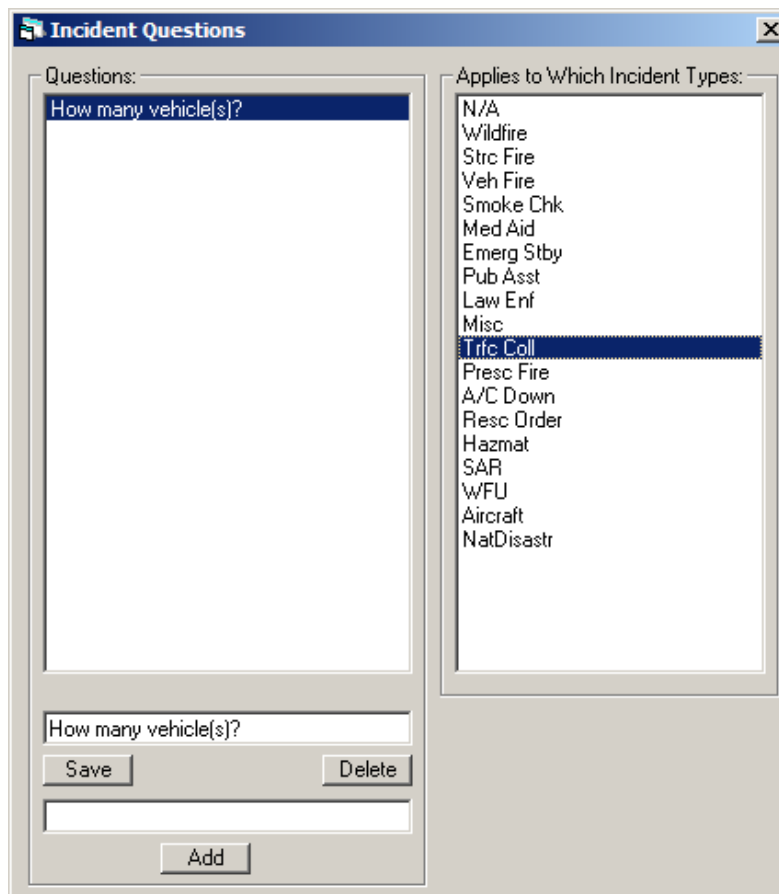 Incident Questions
Questions:
How many vehicle(s)?
How many vehicle(s)?
Save
Delete
Add
Applies to Which Incident Types:
N/A
Wildfire
Strc Fire
Veh Fire
Smoke Chk
Med Aid
Emerg Stby
Pub Asst
Law Enf
Misc
Trfc Coll
Presc Fire
A/C Down
Resc Order
Hazmat
SAR
WFU
Aircraft
NatDisastr